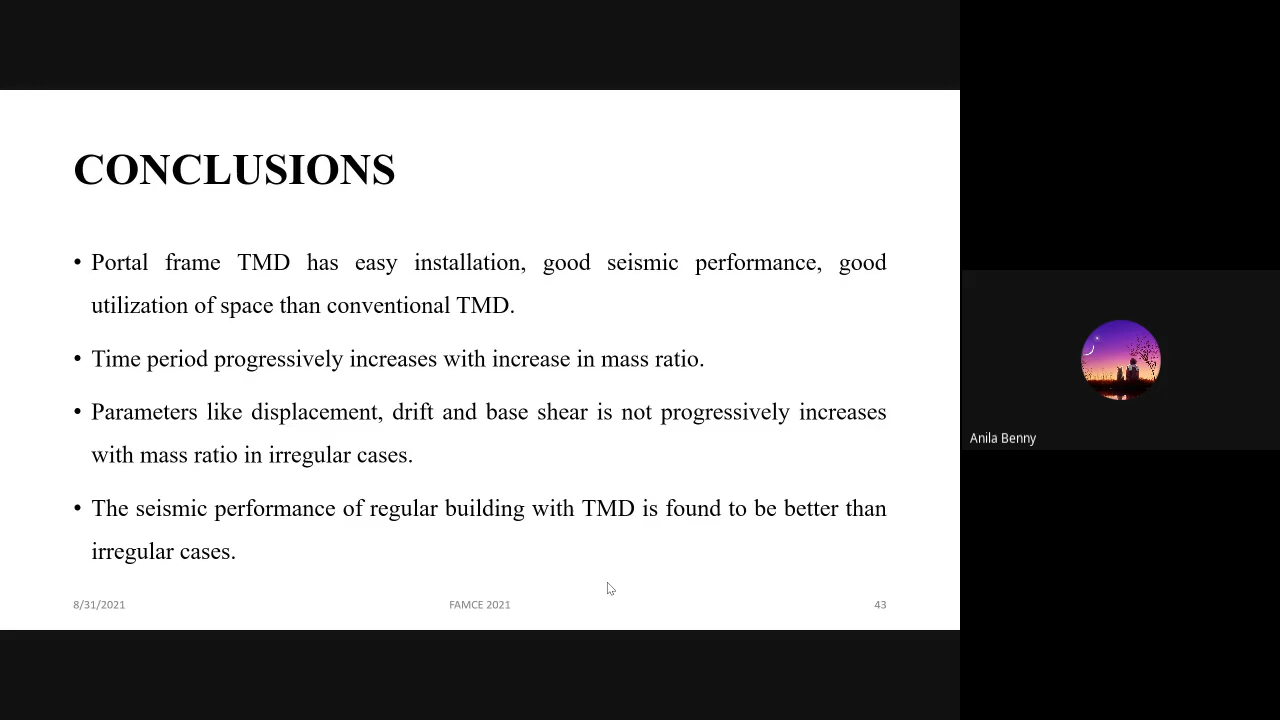 CONCLUSIONS
• Portal frame TMD has easy installation, good seismic performance, good
utilization of space than conventional TMD.
• Time period progressively increases with increase in mass ratio.
• Parameters like displacement, drift and base shear is not progressively increases
with mass ratio in irregular cases.
• The seismic performance of regular building with TMD is found to be better than
irregular cases.
8/31/2021
FAMCE 2021
43
Anila Benny